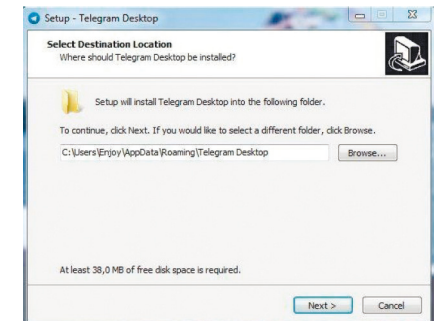 Setup - Telegram Desktop
Select Destination Location
Where should Telegram Desktop be installed?
Setup will install Telegram Desktop into the following folder.
To continue, click Next. If you would like to select a different folder, click Browse.
C:\Users\Enjoy\AppData\Roaming\Telegram Desktop
Browse...
At least 38,0 MB of free disk space is required.
Next >
Cancel